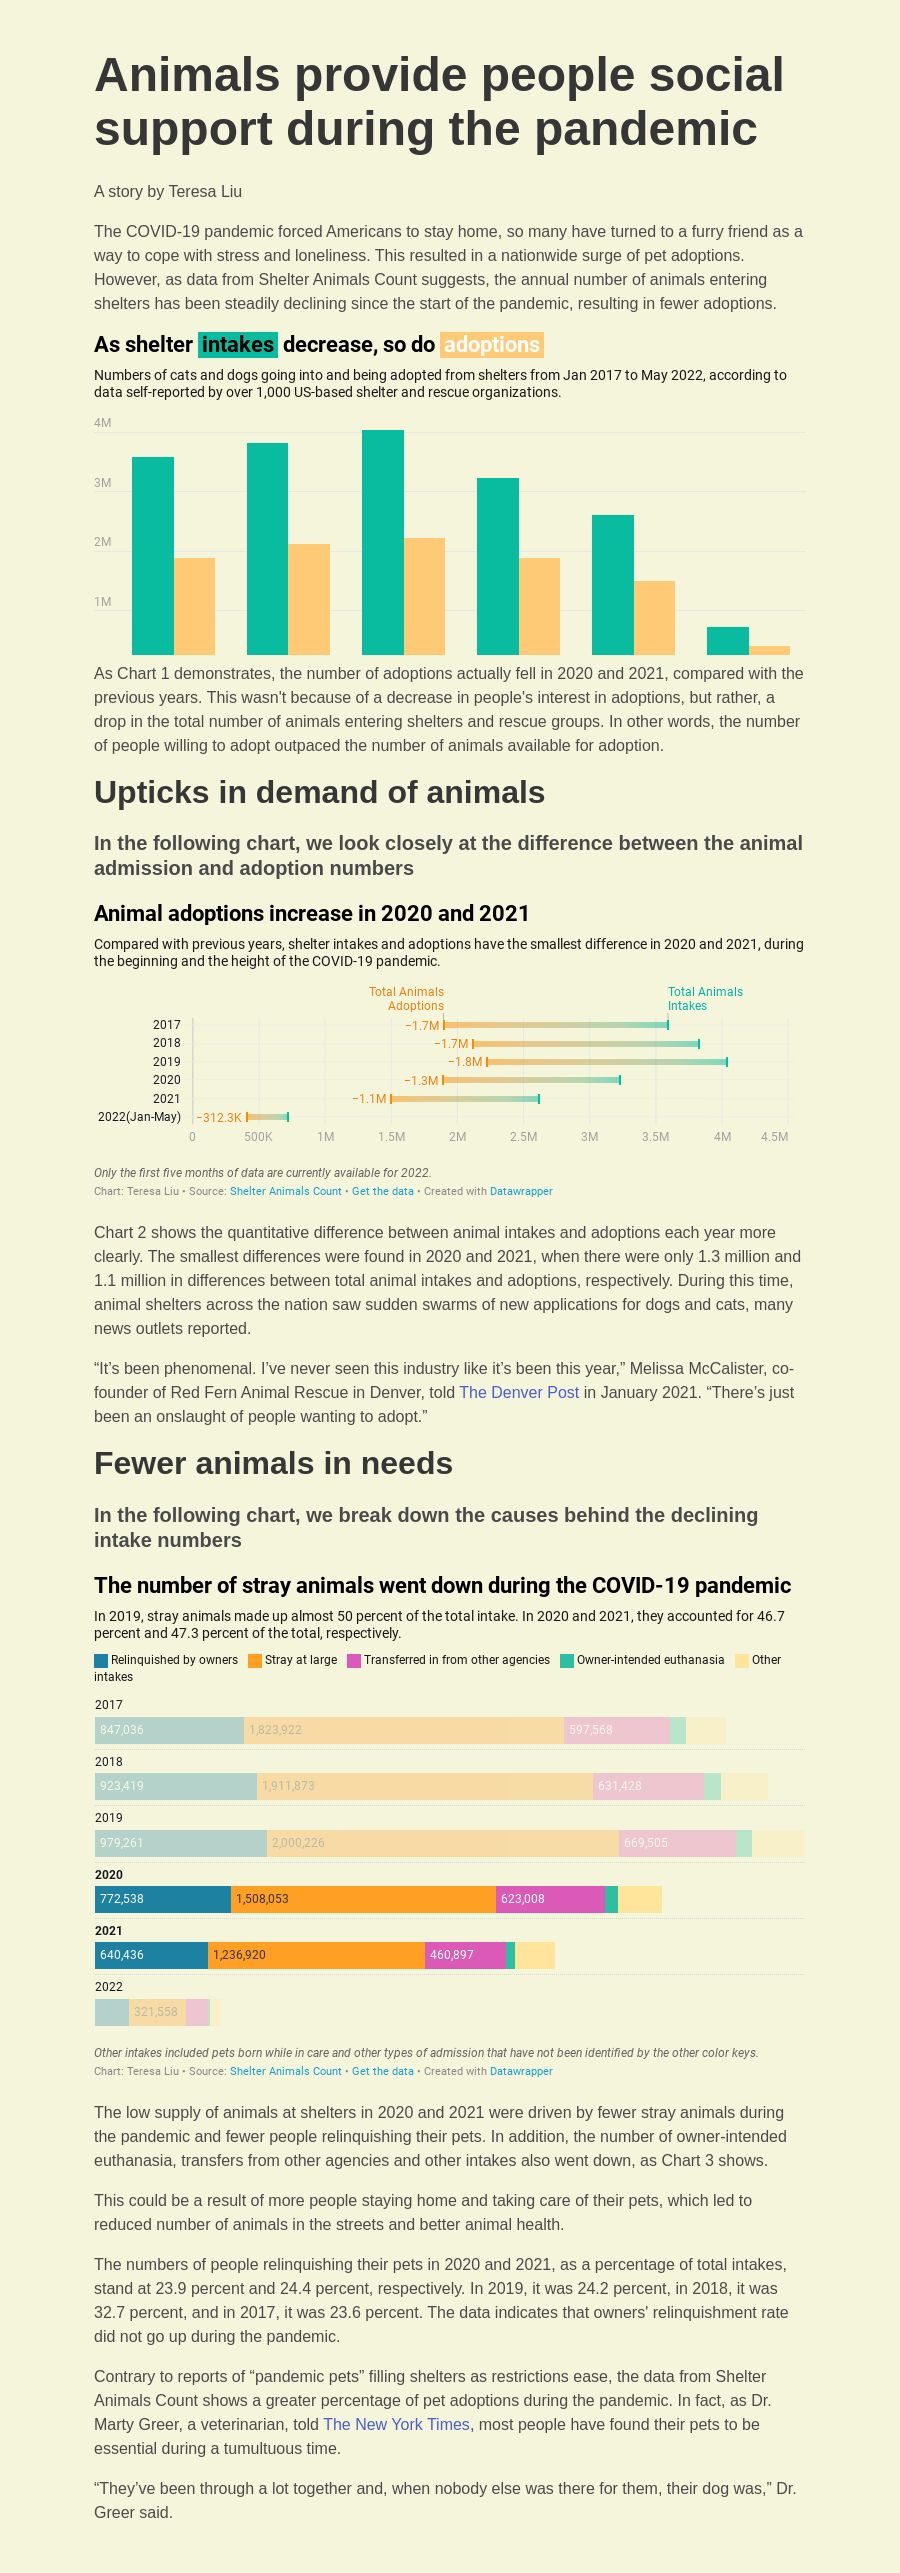 Animals provide people social
support during the pandemic
A story by Teresa Liu
The COVID-19 pandemic forced Americans to stay home, so many have turned to a furry friend as a
way to cope with stress and loneliness. This resulted in a nationwide surge of pet adoptions.
However, as data from Shelter Animals Count suggests, the annual number of animals entering
shelters has been steadily declining since the start of the pandemic, resulting in fewer adoptions.
As shelter intakes decrease, so do adoptions
Numbers of cats and dogs going into and being adopted from shelters from Jan 2017 to May 2022, according to
data self-reported by over 1,000 US-based shelter and rescue organizations.
4M
3M
2M
1M
As Chart 1 demonstrates, the number of adoptions actually fell in 2020 and 2021, compared with the
previous years. This wasn't because of a decrease in people's interest in adoptions, but rather, a
drop in the total number of animals entering shelters and rescue groups. In other words, the number
of people willing to adopt outpaced the number of animals available for adoption.
Upticks in demand of animals
In the following chart, we look closely at the difference between the animal
admission and adoption numbers
Animal adoptions increase in 2020 and 2021
Compared with previous years, shelter intakes and adoptions have the smallest difference in 2020 and 2021, during
the beginning and the height of the COVID-19 pandemic.
Total Animals Total Animals
Adoptions Intakes
2017 −1.7M
2018 −1.7M
2019 −1.8M
2020 −1.3M
2021 −1.1M
2022(Jan-May) −312.3K
0 500K 1M 1.5M 2M 2.5M 3M 3.5M 4M 4.5M
Only the first five months of data are currently available for 2022.
Chart: Teresa Liu • Source: Shelter Animals Count • Get the data • Created with Datawrapper
Chart 2 shows the quantitative difference between animal intakes and adoptions each year more
clearly. The smallest differences were found in 2020 and 2021, when there were only 1.3 million and
1.1 million in differences between total animal intakes and adoptions, respectively. During this time,
animal shelters across the nation saw sudden swarms of new applications for dogs and cats, many
news outlets reported.
“It’s been phenomenal. I’ve never seen this industry like it’s been this year,” Melissa McCalister, co-
founder of Red Fern Animal Rescue in Denver, told The Denver Post in January 2021. “There’s just
been an onslaught of people wanting to adopt.”
Fewer animals in needs
In the following chart, we break down the causes behind the declining
intake numbers
The number of stray animals went down during the COVID-19 pandemic
In 2019, stray animals made up almost 50 percent of the total intake. In 2020 and 2021, they accounted for 46.7
percent and 47.3 percent of the total, respectively.
Relinquished by owners Stray at large Transferred in from other agencies Owner-intended euthanasia Other
intakes
2017
847,036 1,823,922 597,568
2018
923,419 1,911,873 631,428
2019
979,261 2,000,226 669,505
2020
772,538 1,508,053 623,008
2021
640,436 1,236,920 460,897
2022
321,558
Other intakes included pets born while in care and other types of admission that have not been identified by the other color keys.
Chart: Teresa Liu • Source: Shelter Animals Count • Get the data • Created with Datawrapper
The low supply of animals at shelters in 2020 and 2021 were driven by fewer stray animals during
the pandemic and fewer people relinquishing their pets. In addition, the number of owner-intended
euthanasia, transfers from other agencies and other intakes also went down, as Chart 3 shows.
This could be a result of more people staying home and taking care of their pets, which led to
reduced number of animals in the streets and better animal health.
The numbers of people relinquishing their pets in 2020 and 2021, as a percentage of total intakes,
stand at 23.9 percent and 24.4 percent, respectively. In 2019, it was 24.2 percent, in 2018, it was
32.7 percent, and in 2017, it was 23.6 percent. The data indicates that owners' relinquishment rate
did not go up during the pandemic.
Contrary to reports of “pandemic pets” filling shelters as restrictions ease, the data from Shelter
Animals Count shows a greater percentage of pet adoptions during the pandemic. In fact, as Dr.
Marty Greer, a veterinarian, told The New York Times, most people have found their pets to be
essential during a tumultuous time.
“They’ve been through a lot together and, when nobody else was there for them, their dog was,” Dr.
Greer said.